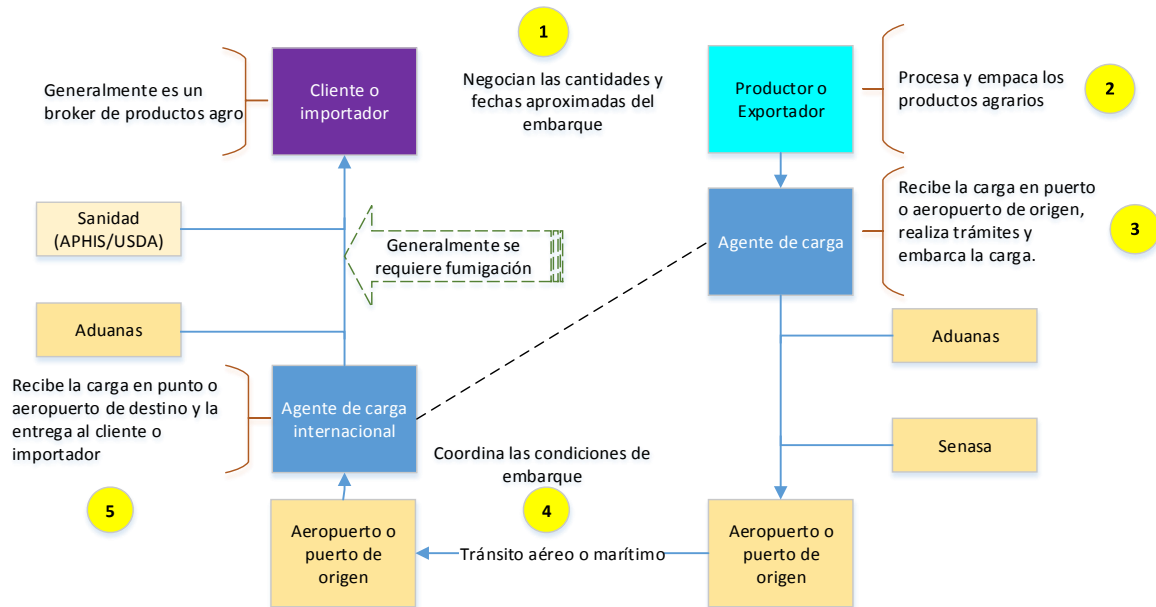 1
Generalmente es un
broker de productos agro
Cliente o
importador
Negocian las cantidades y
fechas aproximadas del
embarque
Productor o
Exportador
Procesa y empaca los
productos agrarios
2
Sanidad
(APHIS/USDA)
Generalmente se
requiere fumigación
Agente de carga
Recibe la carga en puerto
o aeropuerto de origen,
realiza trámites y
embarca la carga.
3
Aduanas
Aduanas
Recibe la carga en punto o
aeropuerto de destino y la
entrega al cliente o
importador
Agente de carga
internacional
Senasa
Coordina las condiciones de
embarque
5
4
Aeropuerto o
puerto de
origen
Tránsito aéreo o marítimo
Aeropuerto o
puerto de
origen